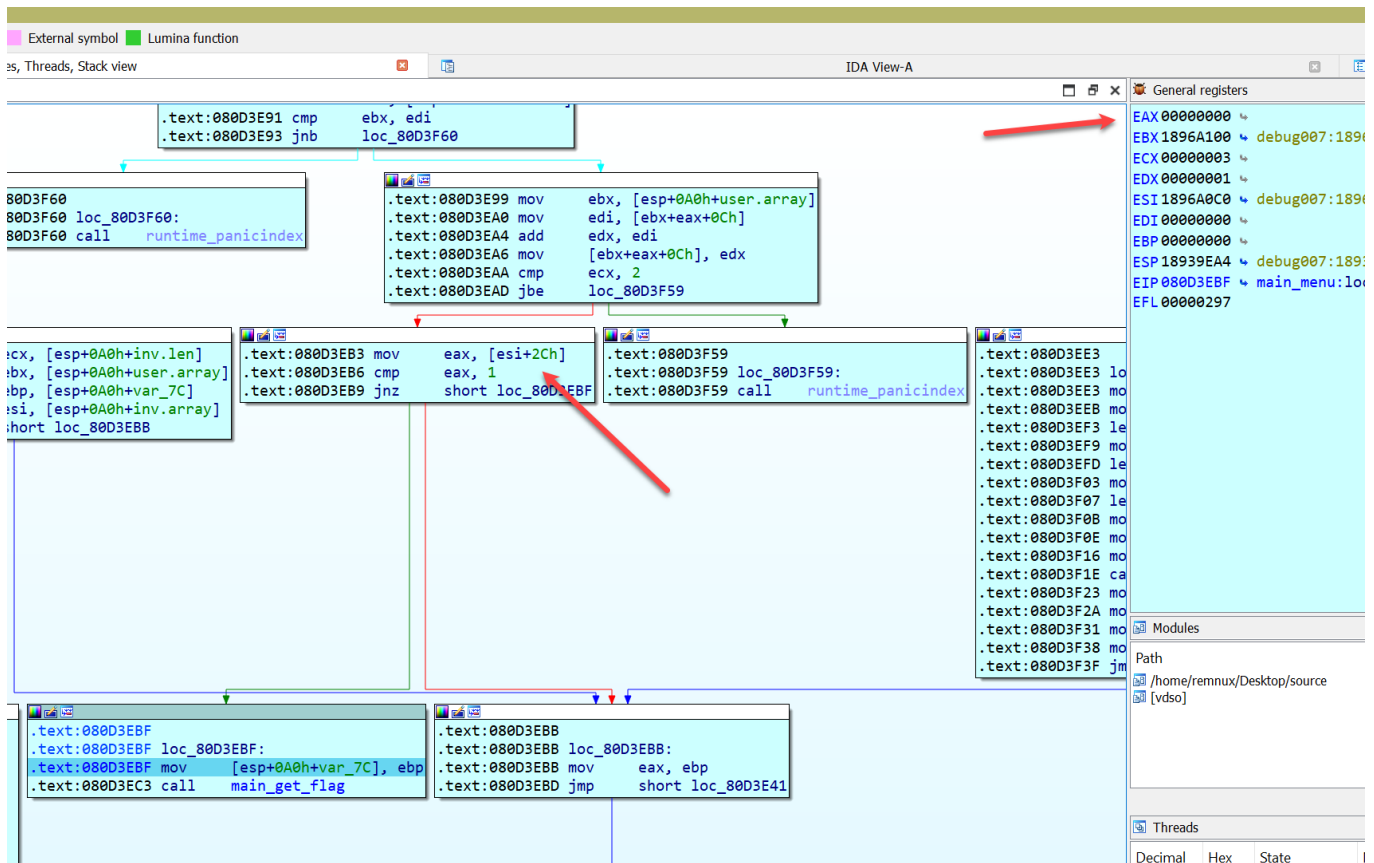 External symbol Lumina function
es, Threads, Stack view
IDA View-A
.text:080D3E91 cmp ebx, edi
.text:080D3E93 jnb loc_80D3F60
80D3F60
80D3F60 loc_80D3F60:
80D3F60 call runtime_panicindex
.text:080D3E99 mov ebx, [esp+0A0h+user.array]
.text:080D3EA0 mov edi, [ebx+eax+0Ch]
.text:080D3EA4 add edx, edi
.text:080D3EA6 mov [ebx+eax+0Ch], edx
.text:080D3EAA cmp ecx, 2
.text:080D3EAD jbe loc_80D3F59
ecx, [esp+0A0h+inv.len]
ebx, [esp+0A0h+user.array]
ebp, [esp+0A0h+var_7C]
esi, [esp+0A0h+inv.array]
short loc_80D3EBB
.text:080D3EB3 mov eax, [esi+2Ch]
.text:080D3EB6 cmp eax, 1
.text:080D3EB9 jnz short loc_80D3EBF
.text:080D3F59
.text:080D3F59 loc_80D3F59:
.text:080D3F59 call runtime_panicindex
.text:080D3EE3
.text:080D3EE3 lo
.text:080D3EE3 mo
.text:080D3EEB mo
.text:080D3EF3 le
.text:080D3EF9 mo
.text:080D3EFD le
.text:080D3F03 mo
.text:080D3F07 le
.text:080D3F0B mo
.text:080D3F0E mo
.text:080D3F16 mo
.text:080D3F1E ca
.text:080D3F23 mo
.text:080D3F2A mo
.text:080D3F31 mo
.text:080D3F38 mo
.text:080D3F3F jm
.text:080D3EBF
.text:080D3EBF loc_80D3EBF:
.text:080D3EBF mov [esp+0A0h+var_7C], ebp
.text:080D3EC3 call main_get_flag
.text:080D3EBB
.text:080D3EBB loc_80D3EBB:
.text:080D3EBB mov eax, ebp
.text:080D3EBD jmp short loc_80D3E41
General registers
EAX 00000000
EBX 1896A100 debug007:1896
ECX 00000003
EDX 00000001
ESI 1896A0C0 debug007:1896
EDI 00000000
EBP 00000000
ESP 18939EA4 debug007:1893
EIP 080D3EBF main_menu:loc
EFL 00000297
Modules
Path
/home/remnux/Desktop/source
[vdso]
Threads
Decimal Hex State